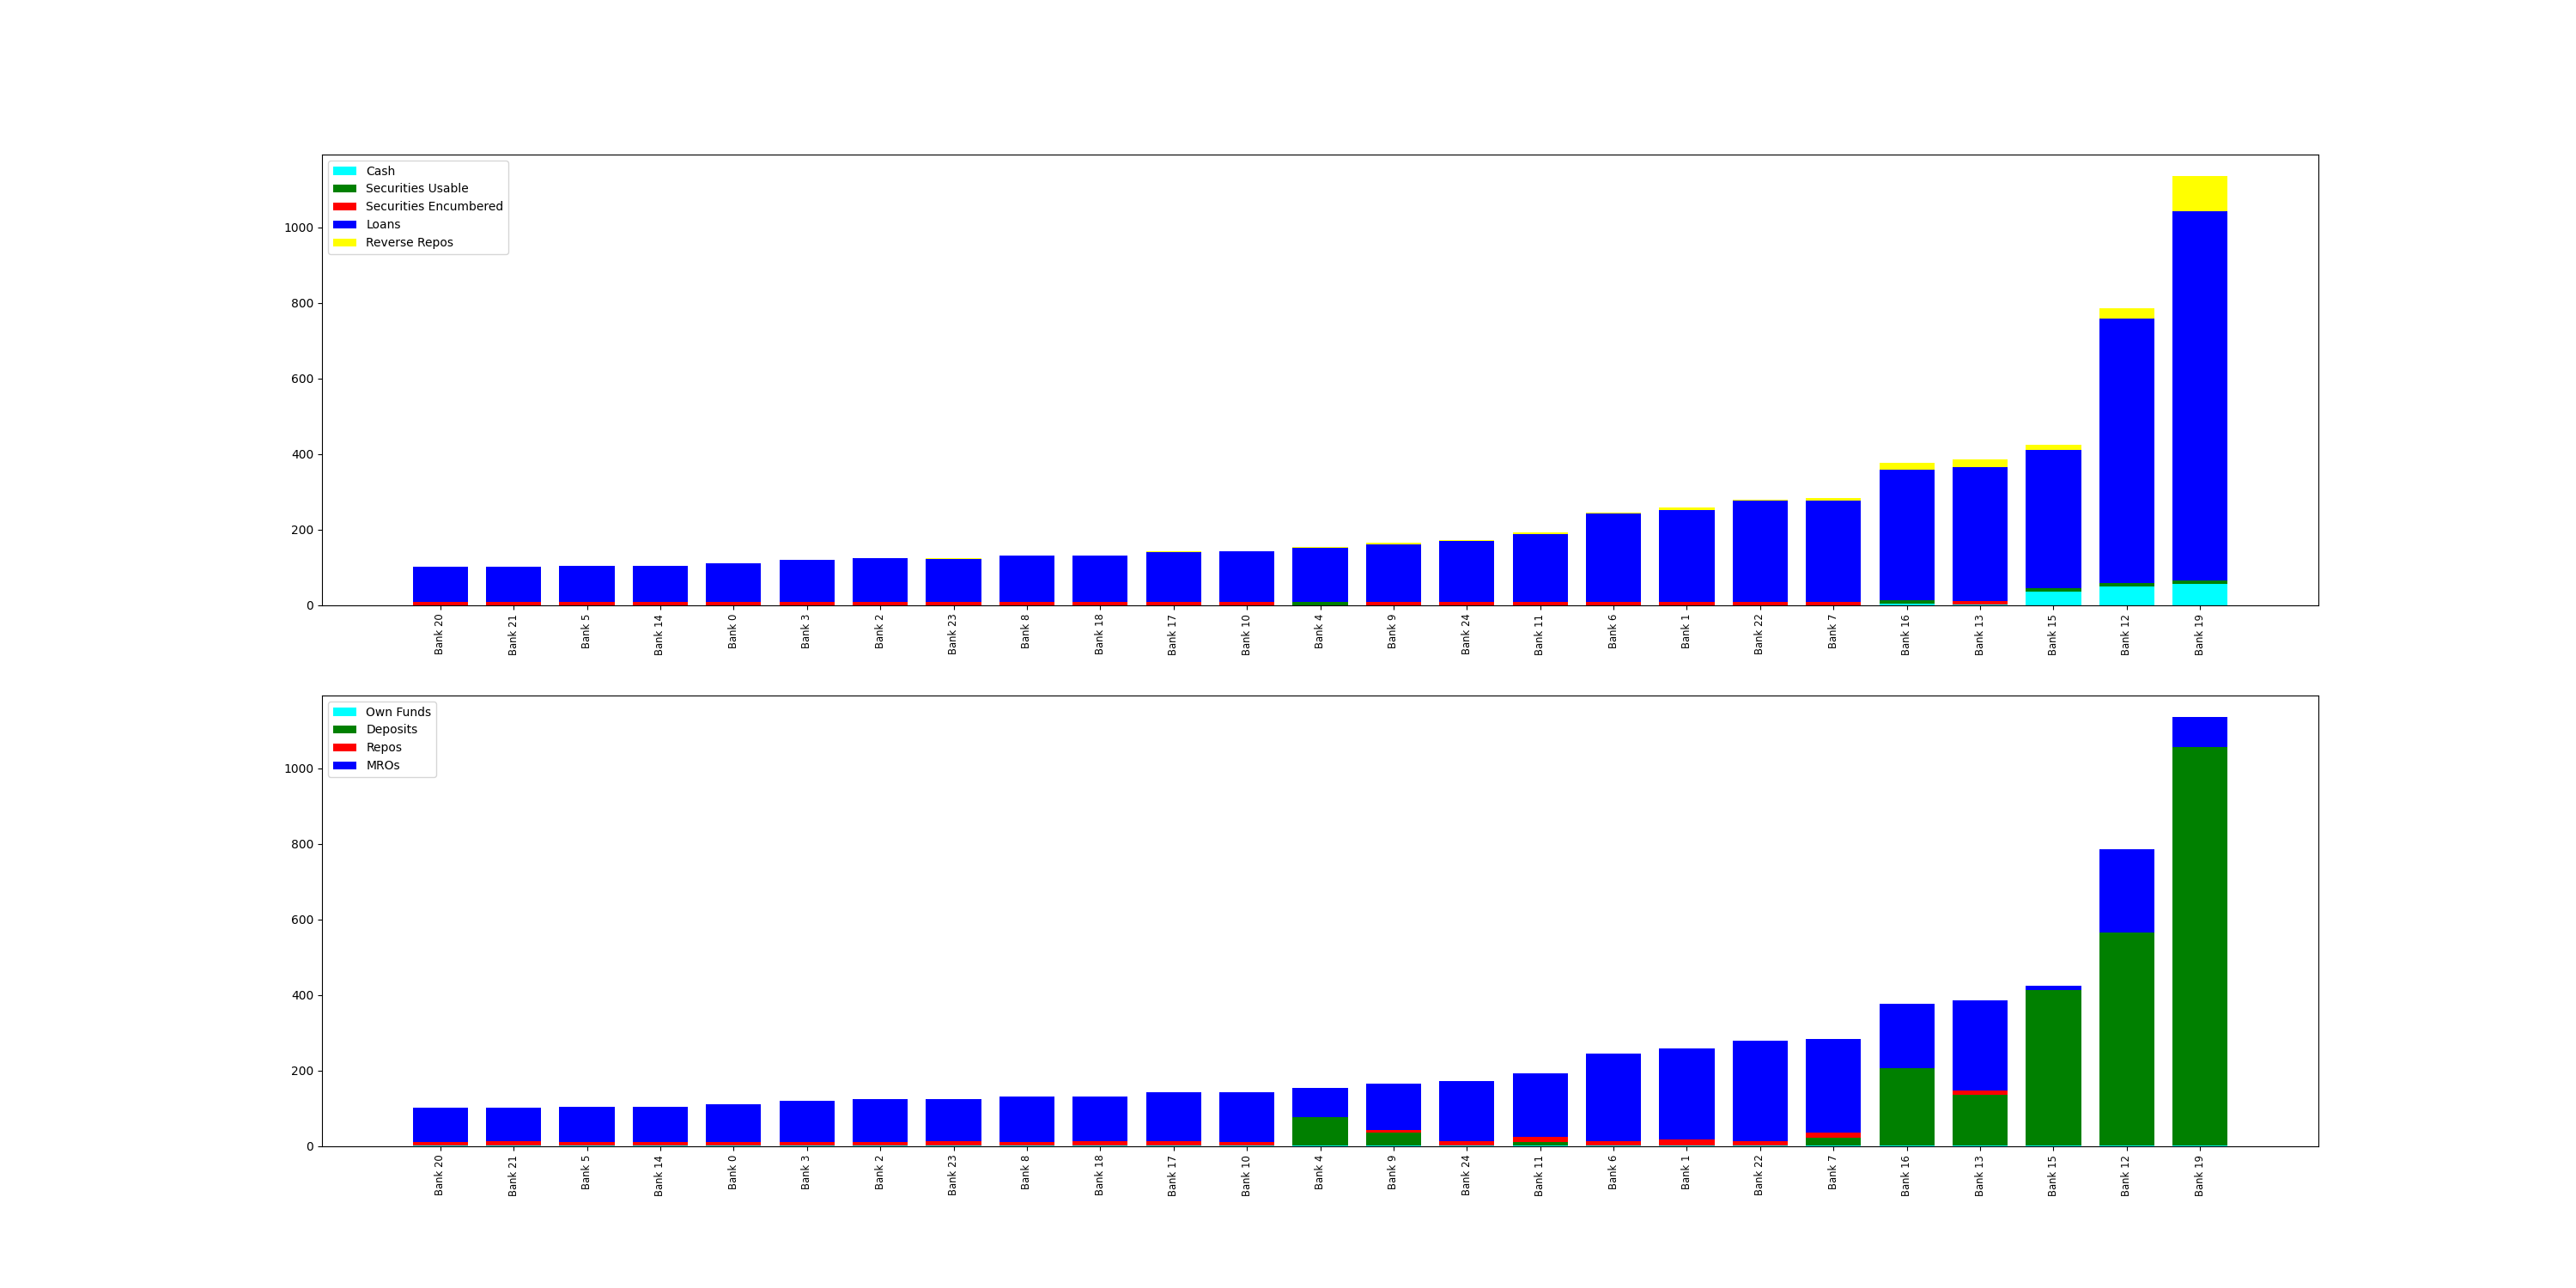 Cash
Securities Usable
Securities Encumbered
Loans
Reverse Repos
1000
800
600
400
200
0
Bank 20
Bank 21
Bank 5
Bank 14
Bank 0
Bank 3
Bank 2
Bank 23
Bank 8
Bank 18
Bank 17
Bank 10
Bank 4
Bank 9
Bank 24
Bank 11
Bank 6
Bank 1
Bank 22
Bank 7
Bank 16
Bank 13
Bank 15
Bank 12
Bank 19
Own Funds
Deposits
Repos
MROs
1000
800
600
400
200
0
Bank 20
Bank 21
Bank 5
Bank 14
Bank 0
Bank 3
Bank 2
Bank 23
Bank 8
Bank 18
Bank 17
Bank 10
Bank 4
Bank 9
Bank 24
Bank 11
Bank 6
Bank 1
Bank 22
Bank 7
Bank 16
Bank 13
Bank 15
Bank 12
Bank 19